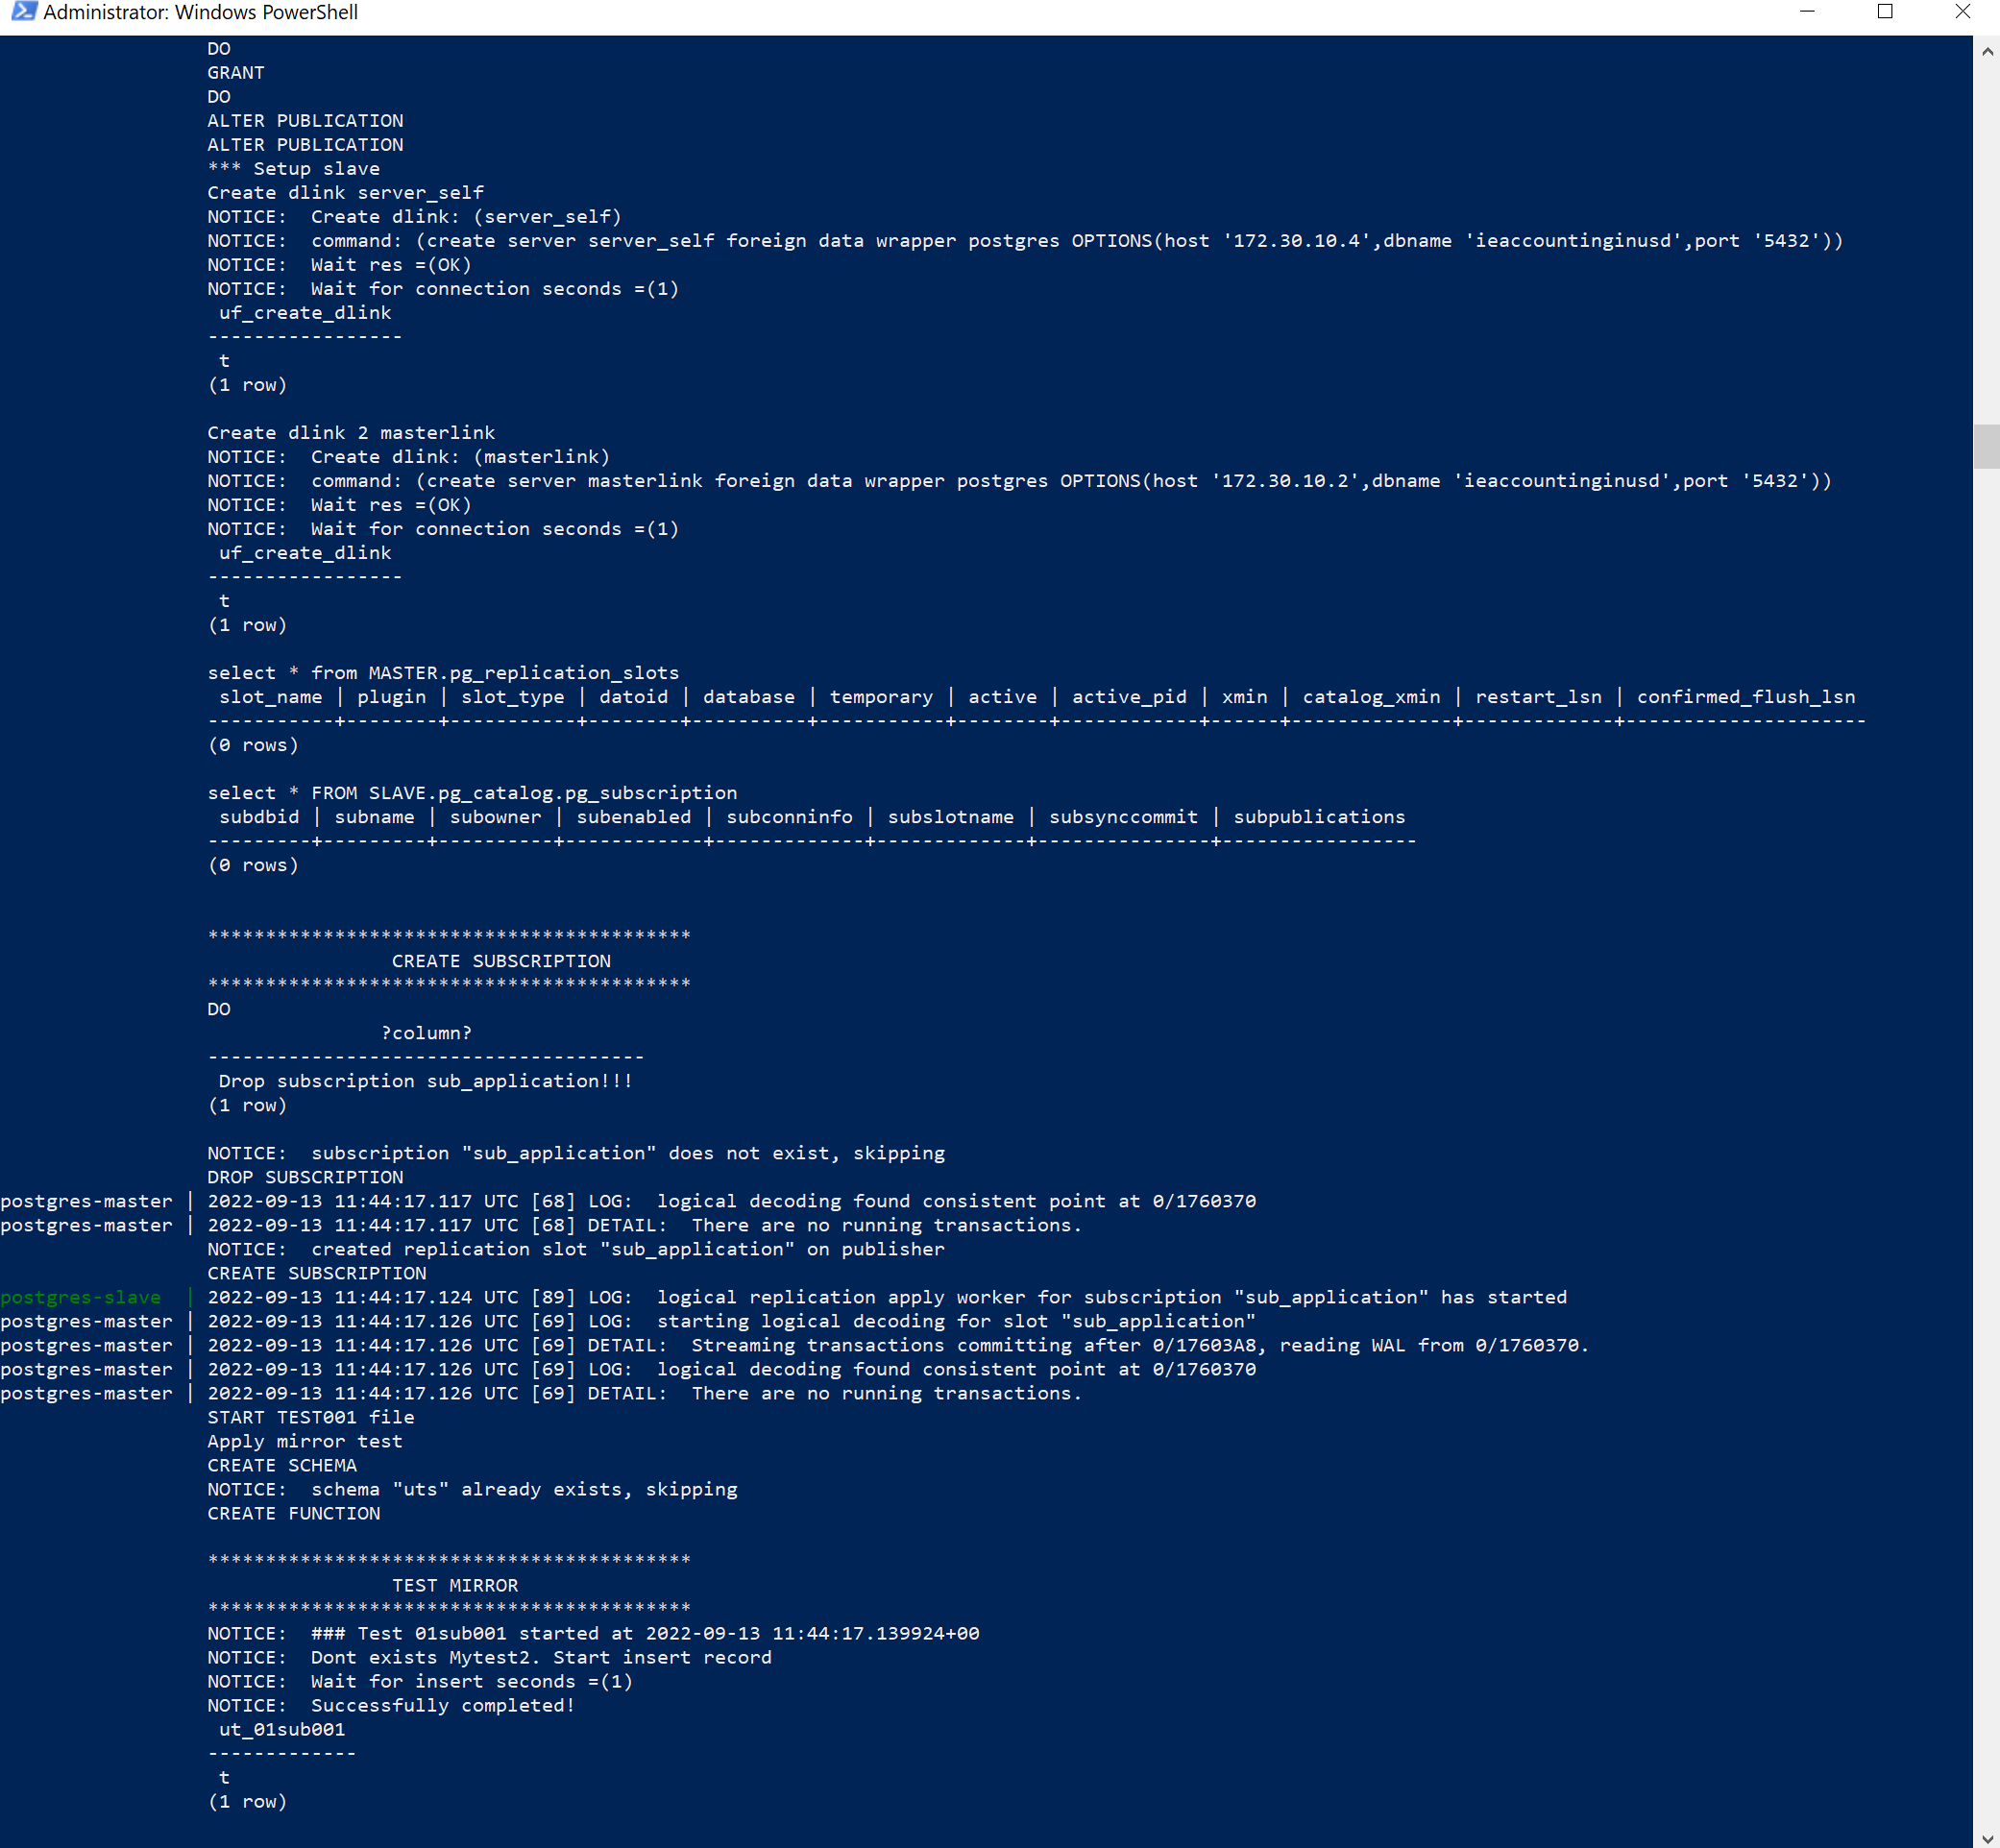 Administrator: Windows PowerShell
DO
GRANT
DO
ALTER PUBLICATION
ALTER PUBLICATION
*** Setup slave
Create dlink server_self
NOTICE:  Create dlink: (server_self)
NOTICE:  command: (create server server_self foreign data wrapper postgres OPTIONS(host '172.30.10.4',dbname 'ieaccountinginusd',port '5432'))
NOTICE:  Wait res =(OK)
NOTICE:  Wait for connection seconds =(1)
 uf_create_dlink
-----------------
 t
(1 row)

Create dlink 2 masterlink
NOTICE:  Create dlink: (masterlink)
NOTICE:  command: (create server masterlink foreign data wrapper postgres OPTIONS(host '172.30.10.2',dbname 'ieaccountinginusd',port '5432'))
NOTICE:  Wait res =(OK)
NOTICE:  Wait for connection seconds =(1)
 uf_create_dlink
-----------------
 t
(1 row)

select * from MASTER.pg_replication_slots
 slot_name | plugin | slot_type | datoid | database | temporary | active | active_pid | xmin | catalog_xmin | restart_lsn | confirmed_flush_lsn
-----------+--------+-----------+--------+----------+-----------+--------+------------+------+--------------+-------------+---------------------
(0 rows)

select * FROM SLAVE.pg_catalog.pg_subscription
 subdbid | subname | subowner | subenabled | subconninfo | subslotname | subsynccommit | subpublications
---------+---------+----------+------------+-------------+-------------+---------------+-----------------
(0 rows)

******************************************
                CREATE SUBSCRIPTION
******************************************
DO
               ?column?
--------------------------------------
 Drop subscription sub_application!!!
(1 row)

NOTICE:  subscription "sub_application" does not exist, skipping
DROP SUBSCRIPTION
postgres-master | 2022-09-13 11:44:17.117 UTC [68] LOG:  logical decoding found consistent point at 0/1760370
postgres-master | 2022-09-13 11:44:17.117 UTC [68] DETAIL:  There are no running transactions.
NOTICE:  created replication slot "sub_application" on publisher
CREATE SUBSCRIPTION
postgres-slave  | 2022-09-13 11:44:17.124 UTC [89] LOG:  logical replication apply worker for subscription "sub_application" has started
postgres-master | 2022-09-13 11:44:17.126 UTC [69] LOG:  starting logical decoding for slot "sub_application"
postgres-master | 2022-09-13 11:44:17.126 UTC [69] DETAIL:  Streaming transactions committing after 0/17603A8, reading WAL from 0/1760370.
postgres-master | 2022-09-13 11:44:17.126 UTC [69] LOG:  logical decoding found consistent point at 0/1760370
postgres-master | 2022-09-13 11:44:17.126 UTC [69] DETAIL:  There are no running transactions.
START TEST001 file
Apply mirror test
CREATE SCHEMA
NOTICE:  schema "uts" already exists, skipping
CREATE FUNCTION

******************************************
                TEST MIRROR
******************************************
NOTICE:  ### Test 01sub001 started at 2022-09-13 11:44:17.139924+00
NOTICE:  Dont exists Mytest2. Start insert record
NOTICE:  Wait for insert seconds =(1)
NOTICE:  Successfully completed!
 ut_01sub001
-------------
 t
(1 row)